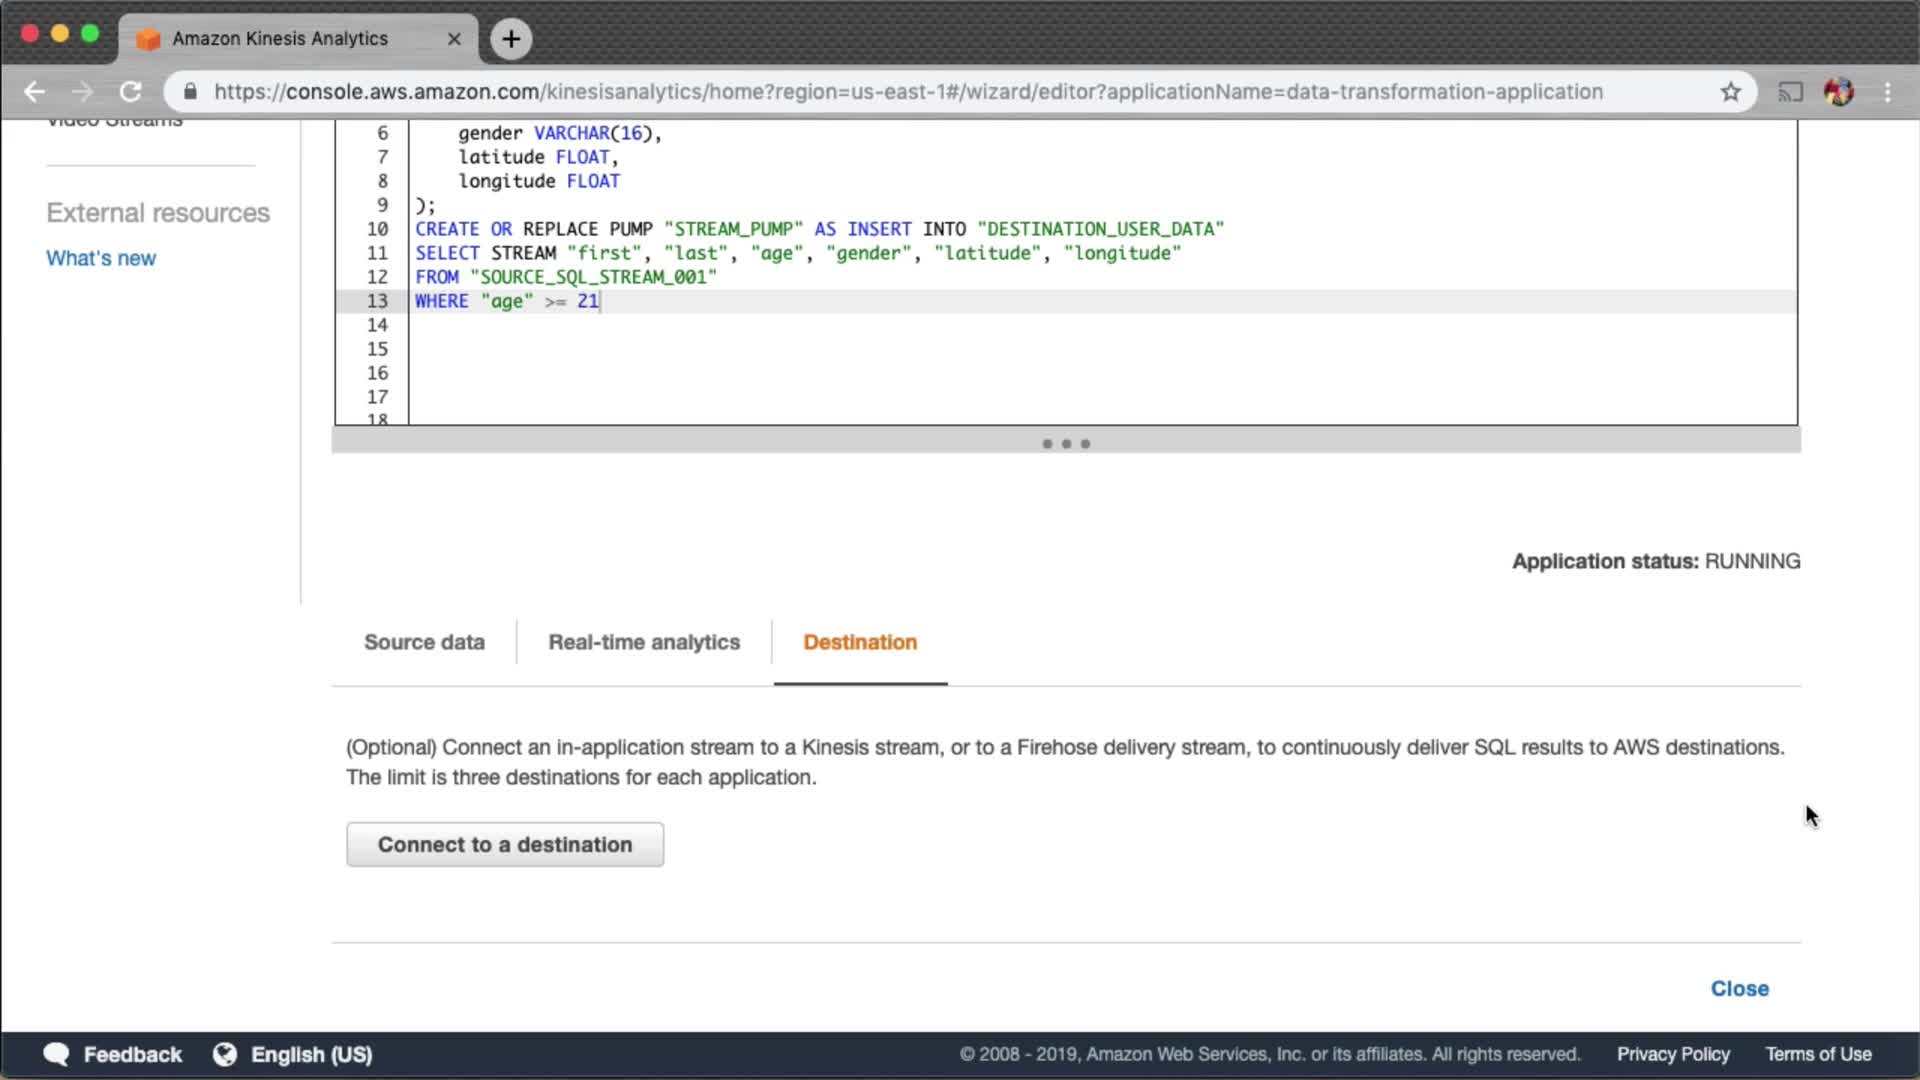 Amazon Kinesis Analytics
https://console.aws.amazon.com/kinesisanalytics/home?region=us-east-1#/wizard/editor?applicationName=data-transformation-application
Video Streams
External resources
What's new
6 gender VARCHAR(16),
7 latitude FLOAT,
8 longitude FLOAT
9 );
10 CREATE OR REPLACE PUMP "STREAM_PUMP" AS INSERT INTO "DESTINATION_USER_DATA"
11 SELECT STREAM "first", "last", "age", "gender", "latitude", "longitude"
12 FROM "SOURCE_SQL_STREAM_001"
13 WHERE "age" >= 21
14
15
16
17
18
Application status: RUNNING
Source data Real-time analytics Destination
(Optional) Connect an in-application stream to a Kinesis stream, or to a Firehose delivery stream, to continuously deliver SQL results to AWS destinations.
The limit is three destinations for each application.
Connect to a destination
Close
Feedback English (US) © 2008 - 2019, Amazon Web Services, Inc. or its affiliates. All rights reserved. Privacy Policy Terms of Use